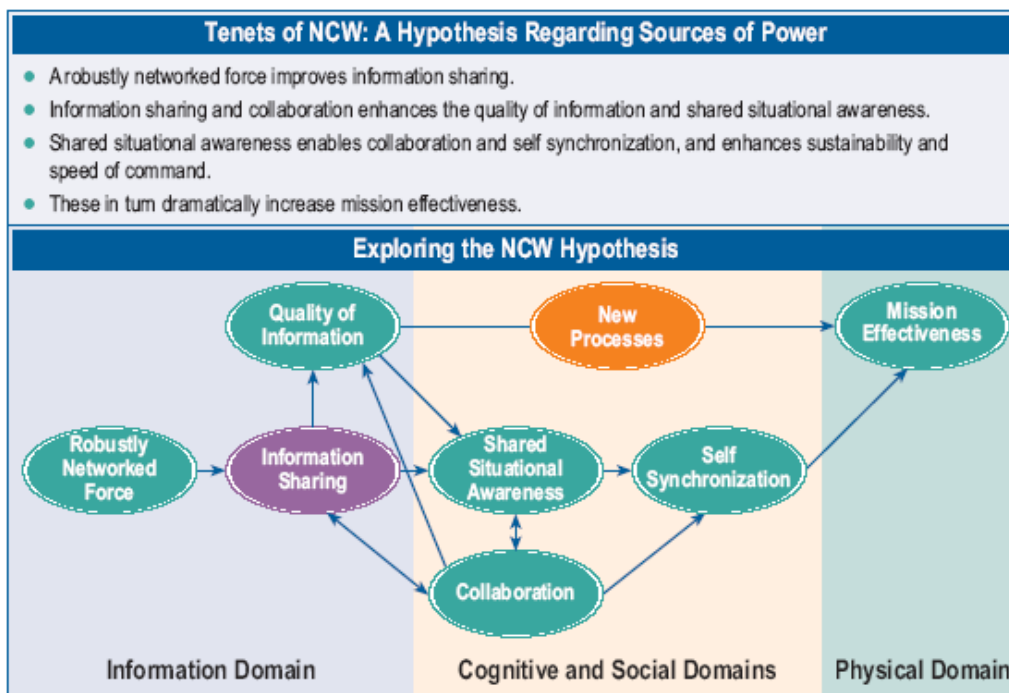 Tenets of NCW: A Hypothesis Regarding Sources of Power
A robustly networked force improves information sharing.
Information sharing and collaboration enhances the quality of information and shared situational awareness.
Shared situational awareness enables collaboration and self synchronization, and enhances sustainability and
speed of command.
These in turn dramatically increase mission effectiveness.
Exploring the NCW Hypothesis
Quality of
Information
New
Processes
Mission
Effectiveness
Robustly
Networked
Force
Information
Sharing
Shared
Situational
Awareness
Self
Synchronization
Collaboration
Information Domain
Cognitive and Social Domains
Physical Domain